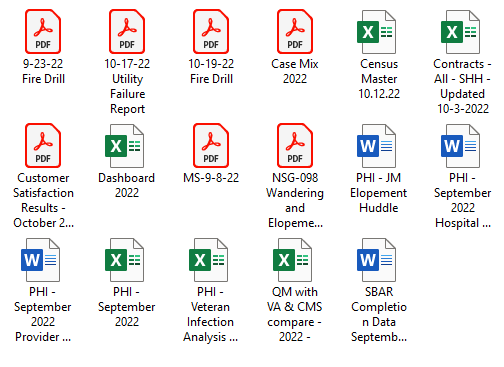 PDF
PDF
PDF
PDF
X
X
9-23-22
Fire Drill
10-17-22
Utility
Failure
Report
10-19-22
Fire Drill
Case Mix
2022
Census
Master
10.12.22
Contracts -
All - SHH -
Updated
10-3-2022
PDF
X
PDF
PDF
W
W
Customer
Satisfaction
Results -
October 2...
Dashboard
2022
MS-9-8-22
NSG-098
Wandering
and
Elopeme...
PHI - JM
Elopement
Huddle
PHI -
September
2022
Hospital ...
W
X
X
X
W
PHI -
September
2022
Provider ...
PHI -
September
2022
PHI -
Veteran
Infection
Analysis ...
QM with
VA & CMS
compare -
2022 -
SBAR
Completio
n Data
Septemb...